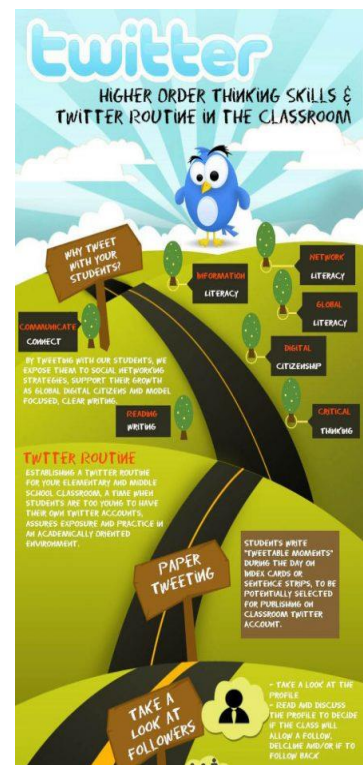 twitter
HIGHER ORDER THINKING SKILLS &
TWITTER ROUTINE IN THE CLASSROOM
WHY TWEET
WITH YOUR
STUDENTS?
INFORMATION
LITERACY
NETWORK
LITERACY
GLOBAL
LITERACY
COMMUNICATE
CONNECT
DIGITAL
CITIZENSHIP
BY TWEETING WITH OUR STUDENTS, WE
EXPOSE THEM TO SOCIAL NETWORKING
STRATEGIES, SUPPORT THEIR GROWTH
AS GLOBAL DIGITAL CITIZENS AND MODEL
FOCUSED, CLEAR WRITING.
READING
WRITING
CRITICAL
THINKING
TWITTER ROUTINE
ESTABLISHING A TWITTER ROUTINE
FOR YOUR ELEMENTARY AND MIDDLE
SCHOOL CLASSROOM, A TIME WHEN
STUDENTS ARE TOO YOUNG TO HAVE
THEIR OWN TWITTER ACCOUNTS,
ASSURES EXPOSURE AND PRACTICE IN
AN ACADEMICALLY ORIENTED
ENVIRONMENT.
PAPER
TWEETING
STUDENTS WRITE
"TWEETABLE MOMENTS"
DURING THE DAY ON
INDEX CARDS OR
SENTENCE STRIPS, TO BE
POTENTIALLY SELECTED
FOR PUBLISHING ON
CLASSROOM TWITTER
ACCOUNT.
TAKE A
LOOK AT
FOLLOWERS
- TAKE A LOOK AT THE
PROFILE
- READ AND DISCUSS
THE PROFILE TO DECIDE
IF THE CLASS WILL
ALLOW A FOLLOW,
DELCLINE AND/OR IF TO
FOLLOW BACK